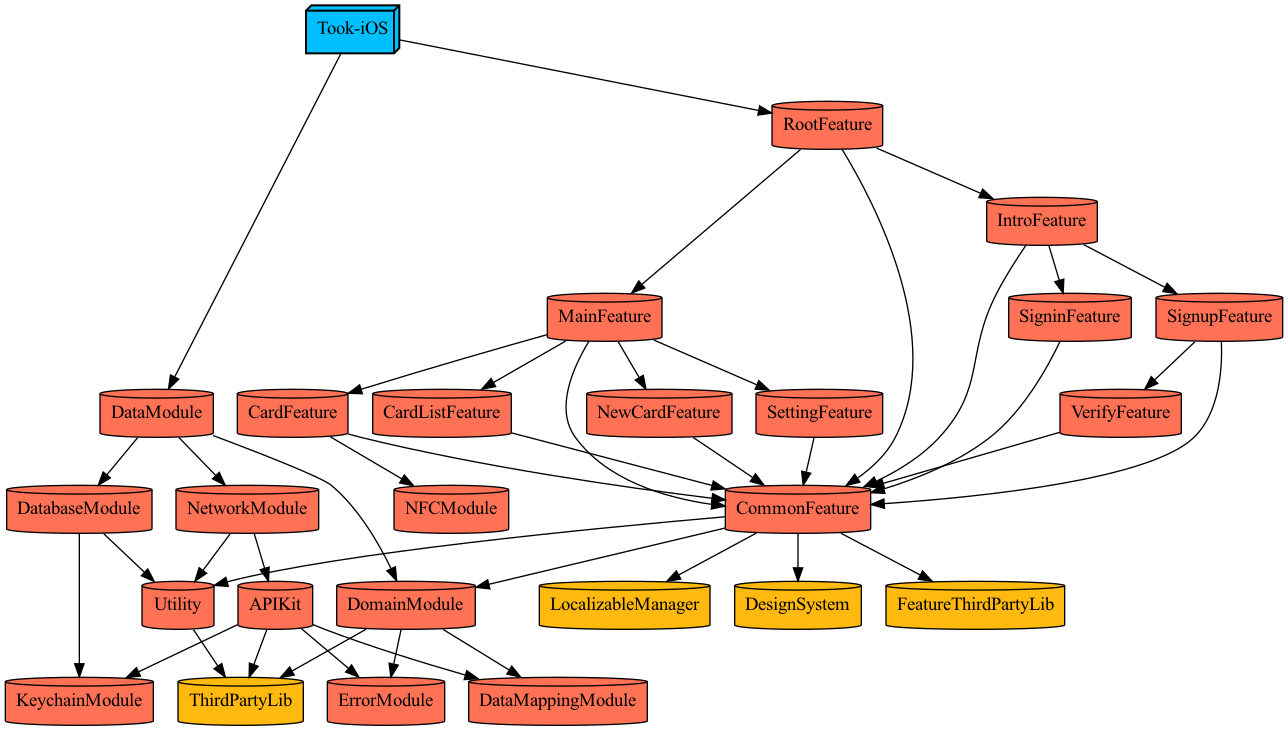 Took-iOS
RootFeature
IntroFeature
MainFeature
SigninFeature
SignupFeature
DataModule
CardFeature
CardListFeature
NewCardFeature
SettingFeature
VerifyFeature
DatabaseModule
NetworkModule
NFCModule
CommonFeature
Utility
APIKit
DomainModule
LocalizableManager
DesignSystem
FeatureThirdPartyLib
KeychainModule
ThirdPartyLib
ErrorModule
DataMappingModule